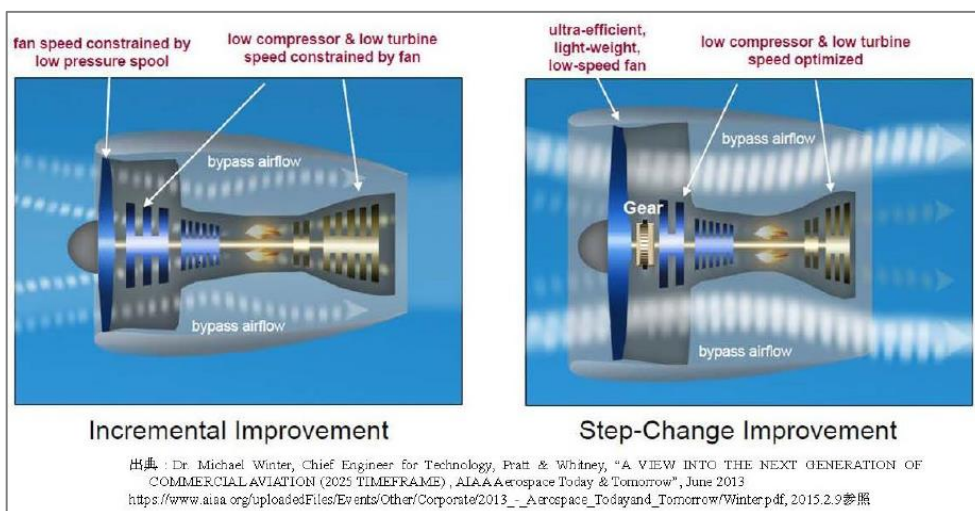 fan speed constrained by
low pressure spool
low compressor & low turbine
speed constrained by fan
bypass airflow
bypass airflow
Incremental Improvement
ultra-efficient,
light-weight,
low-speed fan
low compressor & low turbine
speed optimized
bypass airflow
Gear
bypass airflow
Step-Change Improvement
出典：Dr. Michael Winter, Chief Engineer for Technology, Pratt & Whitney, "A VIEW INTO THE NEXT GENERATION OF
COMMERCIAL AVIATION (2025 TIMEFRAME) , AIAA Aerospace Today & Tomorrow", June 2013
https://www.aiaa.org/uploadedFiles/Events/Other/Corporate/2013_-_Aerospace_Todayand_Tomorrow/Winter.pdf, 2015.2.9参照